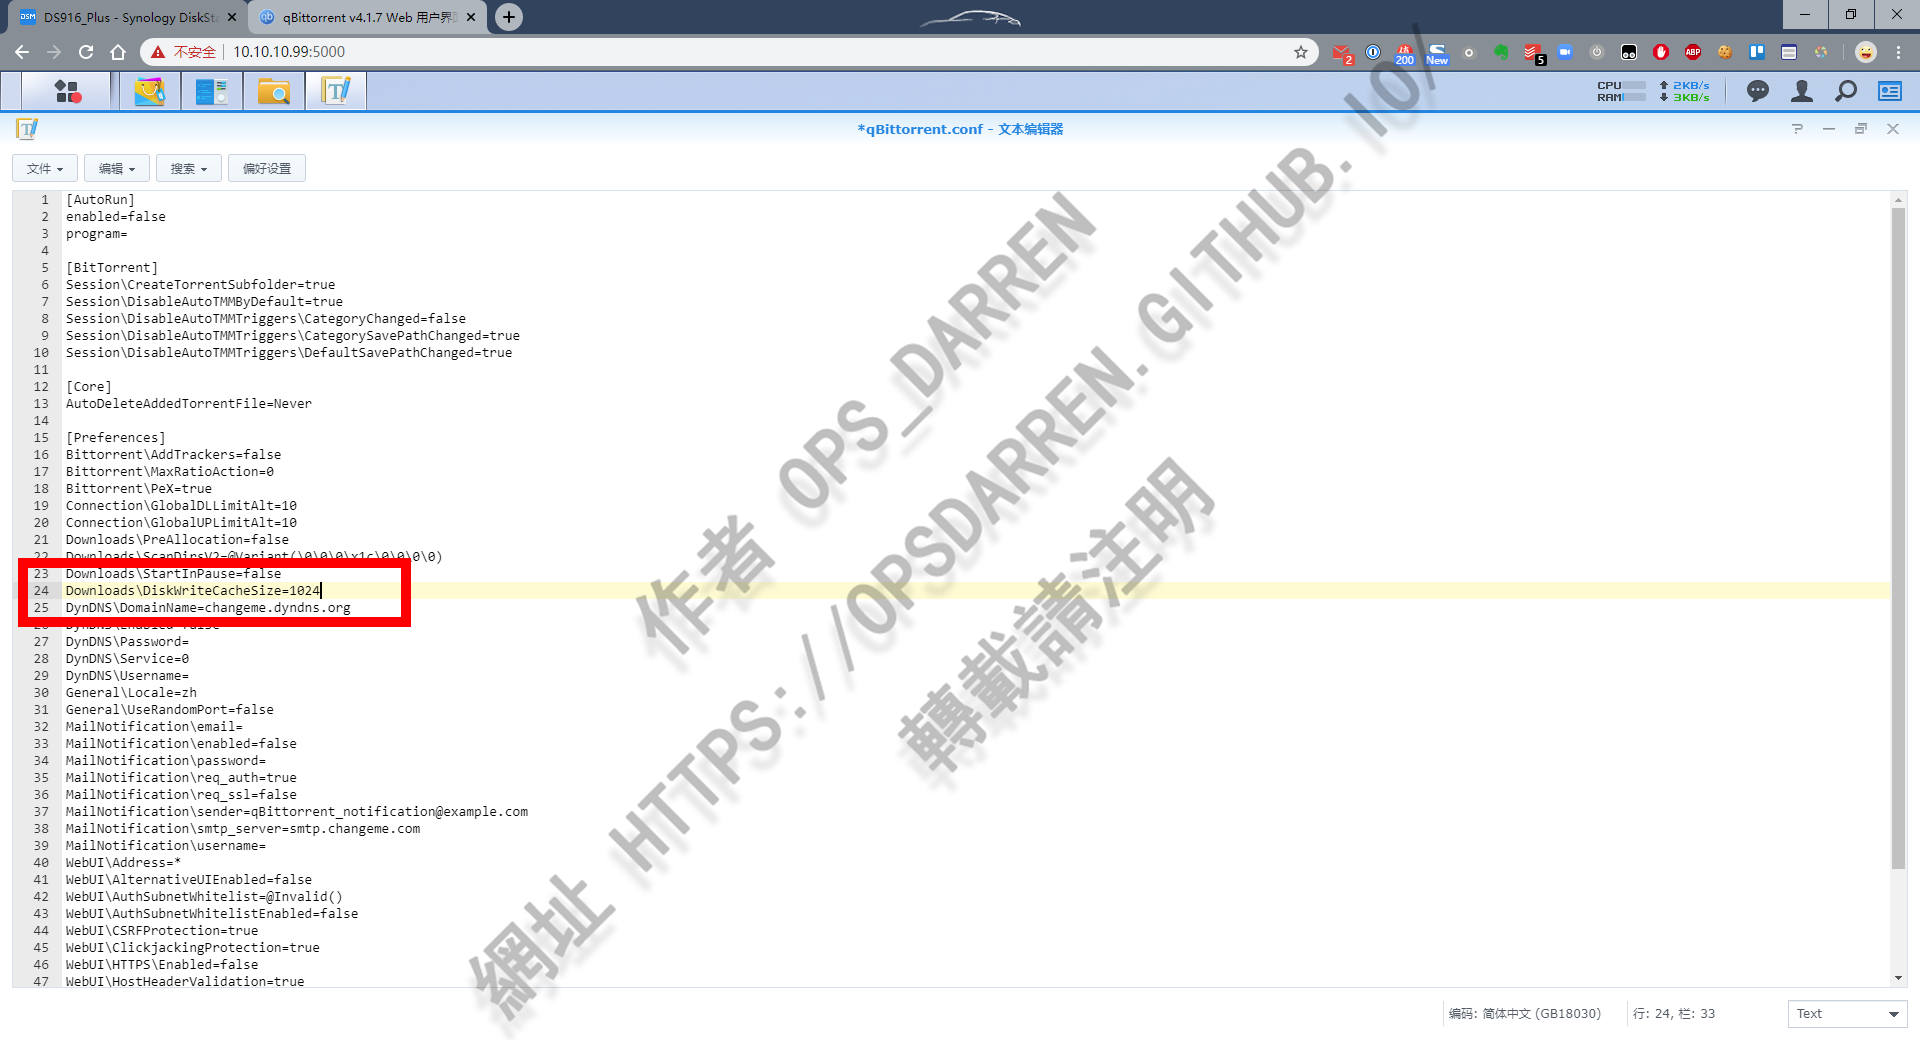 DS916_Plus - Synology DiskSt
qBittorrent v4.1.7 Web 用户界
不安全 | 10.10.10.99:5000
2
200
New
5
ABP
CPU
RAM
2KB/s
3KB/s
*qBittorrent.conf - 文本编辑器
文件
编辑
搜索
偏好设置
1 [AutoRun]
2 enabled=false
3 program=
4
5 [BitTorrent]
6 Session\CreateTorrentSubfolder=true
7 Session\DisableAutoTMMByDefault=true
8 Session\DisableAutoTMMTriggers\CategoryChanged=false
9 Session\DisableAutoTMMTriggers\CategorySavePathChanged=true
10 Session\DisableAutoTMMTriggers\DefaultSavePathChanged=true
11
12 [Core]
13 AutoDeleteAddedTorrentFile=Never
14
15 [Preferences]
16 Bittorrent\AddTrackers=false
17 Bittorrent\MaxRatioAction=0
18 Bittorrent\PeX=true
19 Connection\GlobalDLLimitAlt=10
20 Connection\GlobalUPLimitAlt=10
21 Downloads\PreAllocation=false
22 Downloads\ScanDirsV2=@Variant(\0\0\0\x1c\0\0\0\0)
23 Downloads\StartInPause=false
24 Downloads\DiskWriteCacheSize=1024
25 DynDNS\DomainName=changeme.dyndns.org
26 DynDNS\Enabled=false
27 DynDNS\Password=
28 DynDNS\Service=0
29 DynDNS\Username=
30 General\Locale=zh
31 General\UseRandomPort=false
32 MailNotification\email=
33 MailNotification\enabled=false
34 MailNotification\password=
35 MailNotification\req_auth=true
36 MailNotification\req_ssl=false
37 MailNotification\sender=qBittorrent_notification@example.com
38 MailNotification\smtp_server=smtp.changeme.com
39 MailNotification\username=
40 WebUI\Address=*
41 WebUI\AlternativeUIEnabled=false
42 WebUI\AuthSubnetWhitelist=@Invalid()
43 WebUI\AuthSubnetWhitelistEnabled=false
44 WebUI\CSRFProtection=true
45 WebUI\ClickjackingProtection=true
46 WebUI\HTTPS\Enabled=false
47 WebUI\HostHeaderValidation=true
作者 OPS_DARREN
網址 HTTPS://OPSDARREN.GITHUB.IO/
轉載請注明
编码: 简体中文 (GB18030)
行: 24, 栏: 33
Text